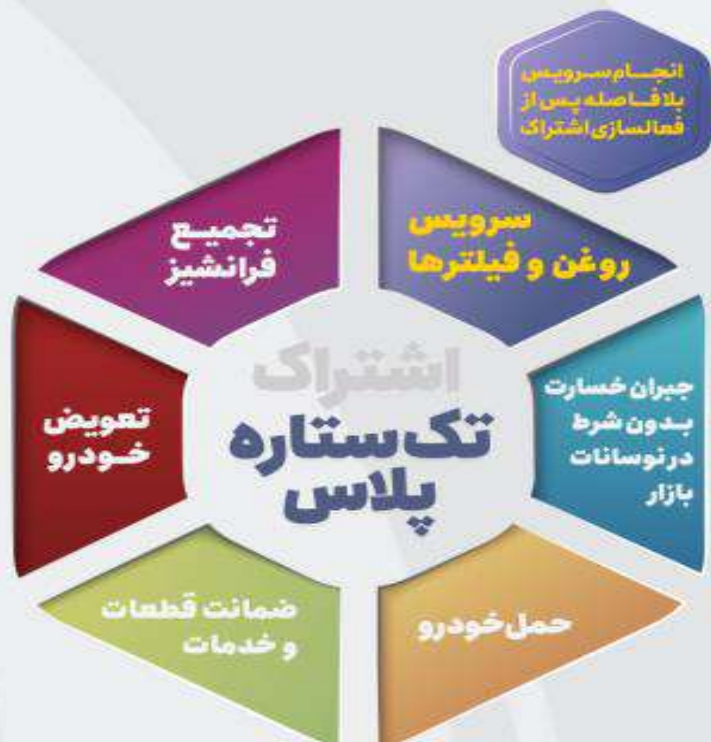 انجام سرویس
بلافاصله پس از
فعالسازی اشتراک
سرویس
روغن و فیلترها
تجمیع
فرانشیز
جبران خسارت
بدون شرط
در نوسانات
بازار
تعویض
خودرو
اشتراک
تک ستاره
پلاس
حمل خودرو
ضمانت قطعات
و خدمات